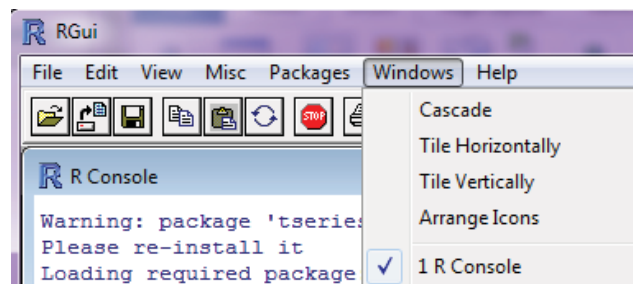 RGui
File Edit View Misc Packages Windows Help
STOP
Cascade
Tile Horizontally
Tile Vertically
Arrange Icons
1 R Console
R Console
Warning: package 'tseries
Please re-install it
Loading required package